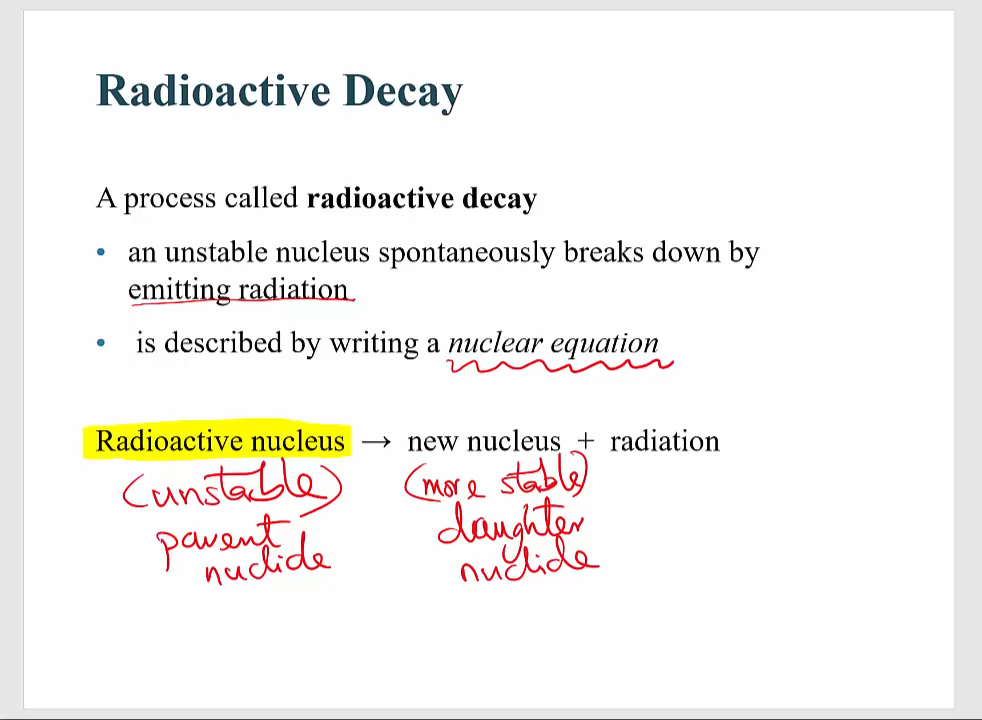 Radioactive Decay
A process called radioactive decay
• an unstable nucleus spontaneously breaks down by
emitting radiation
• is described by writing a nuclear equation
Radioactive nucleus → new nucleus + radiation
(unstable) (more stable)
parent daughter
nuclide nuclide